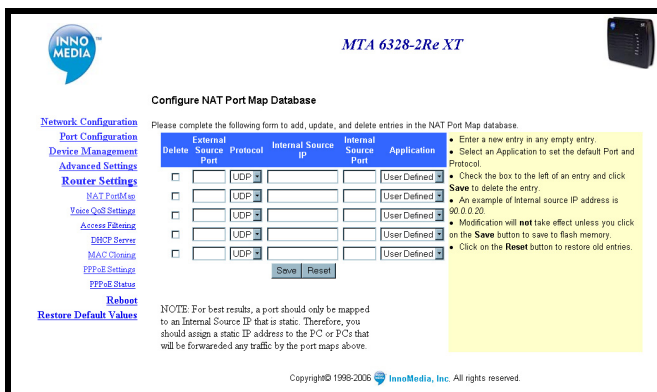 INNO
MEDIA
TM
MTA 6328-2Re XT
Configure NAT Port Map Database
Network Configuration
Port Configuration
Device Management
Advanced Settings
Router Settings
NAT PortMap
Voice QoS Settings
Access Filtering
DHCP Server
MAC Cloning
PPPoE Settings
PPPoE Status
Reboot
Restore Default Values
Please complete the following form to add, update, and delete entries in the NAT Port Map database.
Delete External Source Port Protocol Internal Source IP Internal Source Port Application
UDP User Defined
UDP User Defined
UDP User Defined
UDP User Defined
UDP User Defined
Save Reset
• Enter a new entry in any empty entry.
• Select an Application to set the default Port and
Protocol.
• Check the box to the left of an entry and click
Save to delete the entry.
• An example of Internal source IP address is
90.0.0.20.
• Modification will not take effect unless you click
on the Save button to save to flash memory.
• Click on the Reset button to restore old entries.
NOTE: For best results, a port should only be mapped
to an Internal Source IP that is static. Therefore, you
should assign a static IP address to the PC or PCs that
will be forwareded any traffic by the port maps above.
Copyright© 1998-2006 InnoMedia, Inc. All rights reserved.